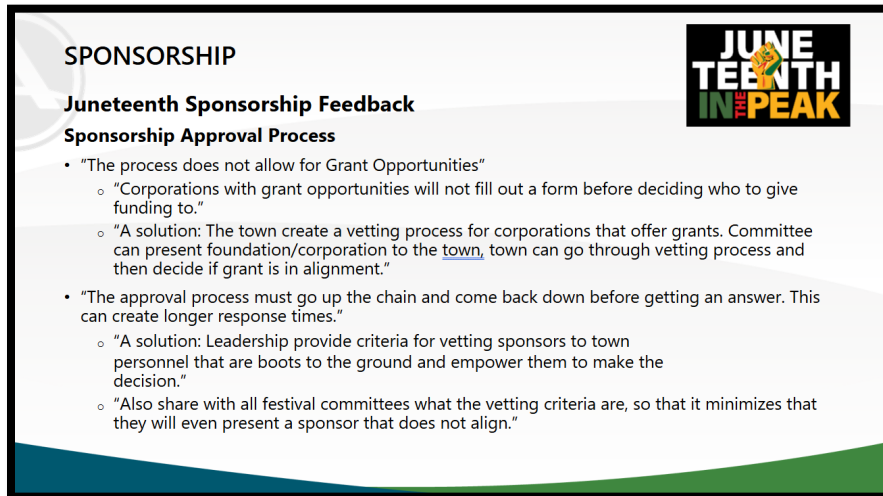 SPONSORSHIP
JUNE
TEENTH
IN THE PEAK
Juneteenth Sponsorship Feedback
Sponsorship Approval Process
• "The process does not allow for Grant Opportunities"
○ “Corporations with grant opportunities will not fill out a form before deciding who to give
funding to.”
○ “A solution: The town create a vetting process for corporations that offer grants. Committee
can present foundation/corporation to the town, town can go through vetting process and
then decide if grant is in alignment.”
• “The approval process must go up the chain and come back down before getting an answer. This
can create longer response times.”
○ “A solution: Leadership provide criteria for vetting sponsors to town
personnel that are boots to the ground and empower them to make the
decision.”
○ “Also share with all festival committees what the vetting criteria are, so that it minimizes that
they will even present a sponsor that does not align.”